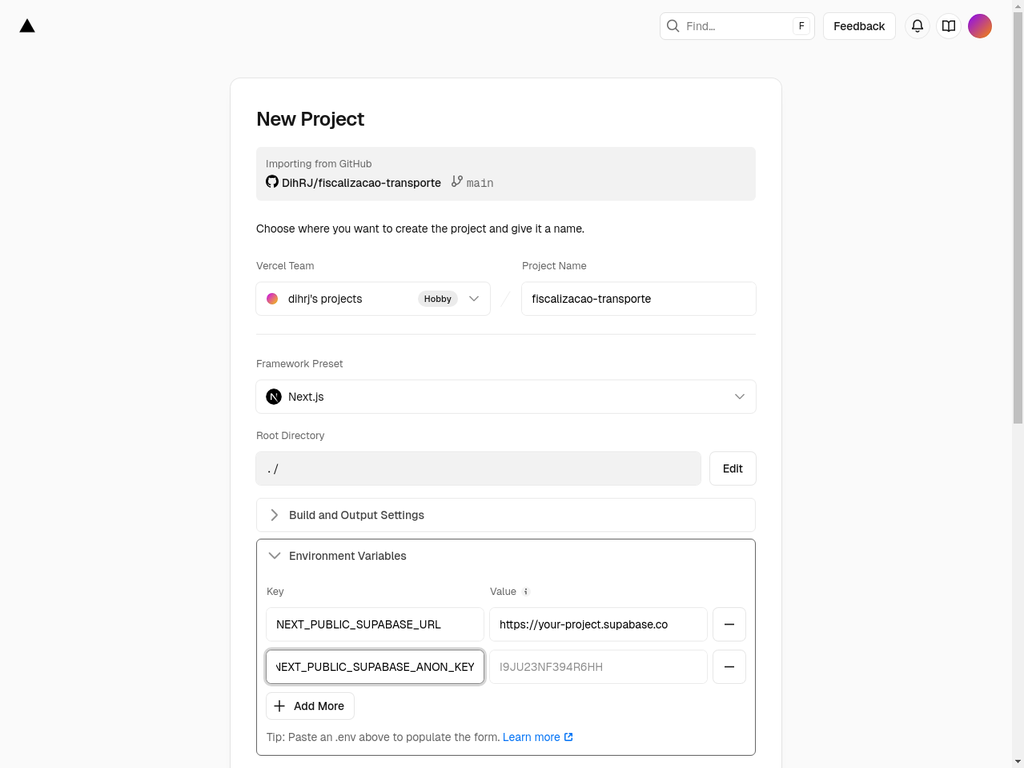 Find... F Feedback
New Project
Importing from GitHub
DihRJ/fiscalizacao-transporte main
Choose where you want to create the project and give it a name.
Vercel Team Project Name
dihrj's projects Hobby / fiscalizacao-transporte
Framework Preset
Next.js
Root Directory
./ Edit
Build and Output Settings
Environment Variables
Key Value
NEXT_PUBLIC_SUPABASE_URL https://your-project.supabase.co
NEXT_PUBLIC_SUPABASE_ANON_KEY I9JU23NF394R6HH
Add More
Tip: Paste an .env above to populate the form. Learn more